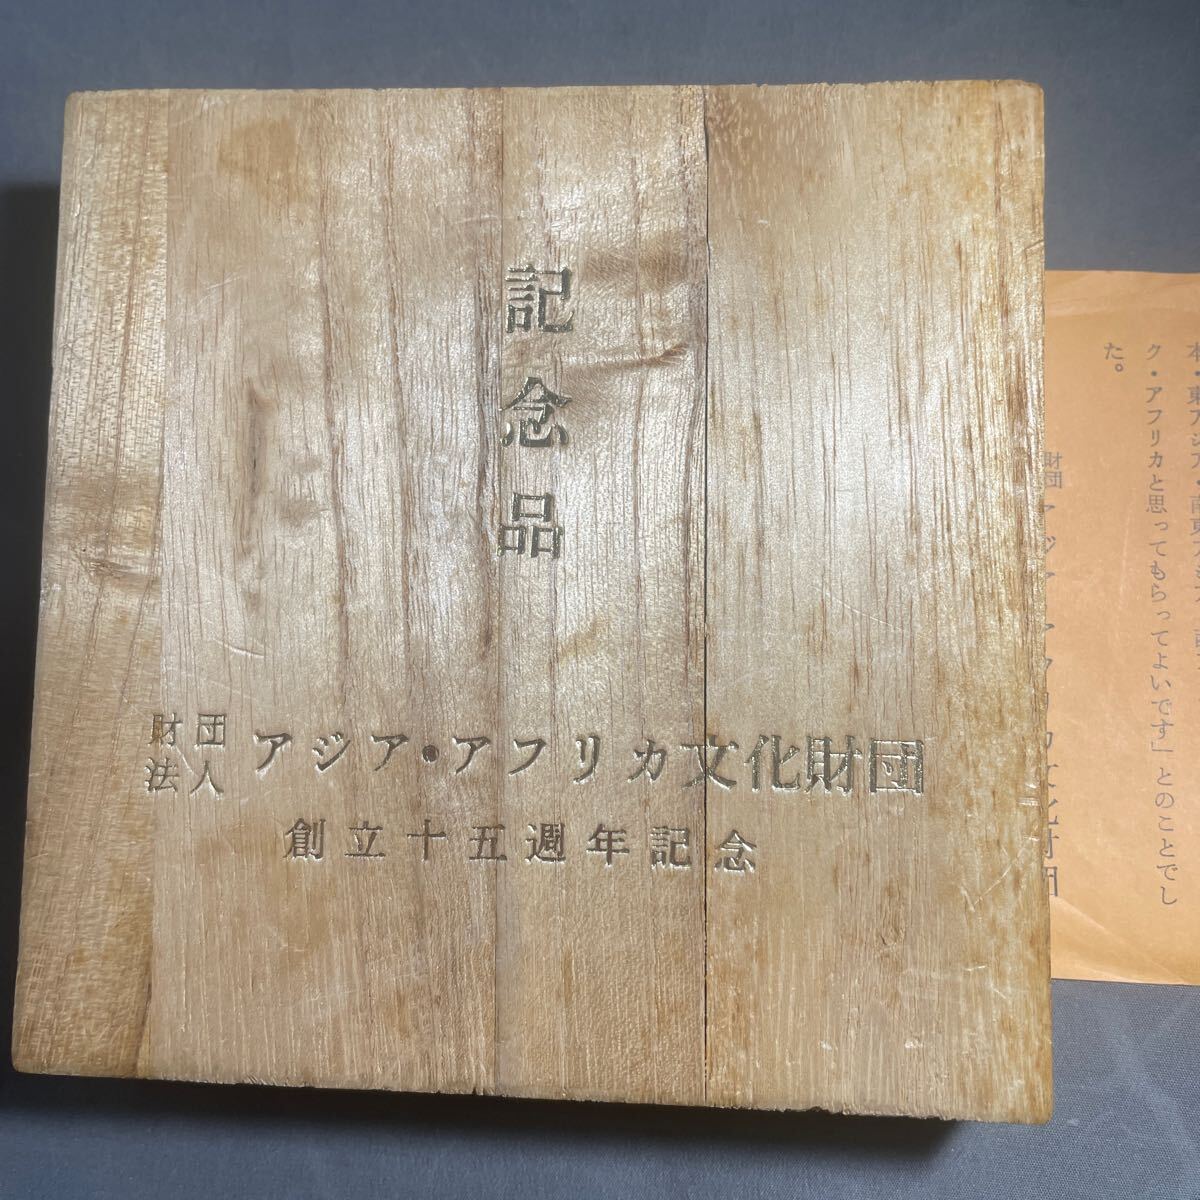 記念品
財団
法人 アジア・アフリカ文化財団
創立十五週年記念
ク・アフリカと思ってもらってよいです」とのことでし
た。
財団